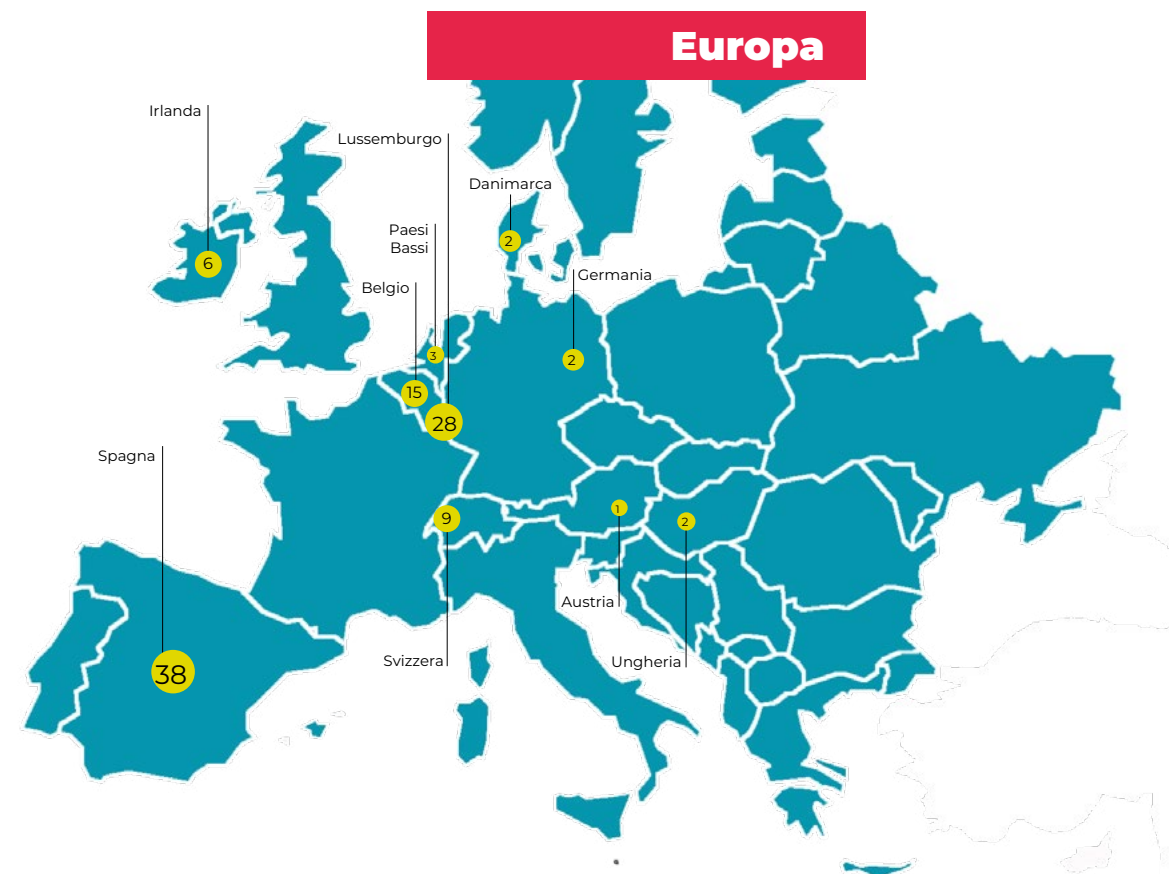 Europa
Irlanda
Lussemburgo
Danimarca
Paesi
Bassi
6
2
Germania
Belgio
3
2
15
28
Spagna
1
9
2
Austria
Svizzera
Ungheria
38